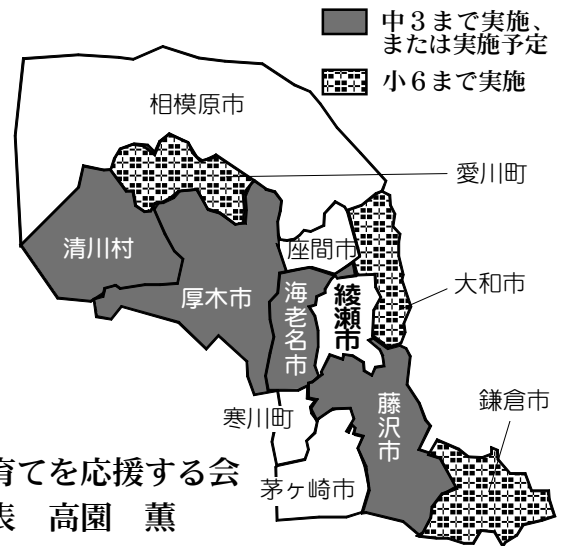 中３まで実施、
または実施予定
小６まで実施
相模原市
愛川町
清川村
座間市
大和市
厚木市
海老名市
綾瀬市
藤沢市
鎌倉市
寒川町
茅ヶ崎市
育てを応援する会
表　高園　薫